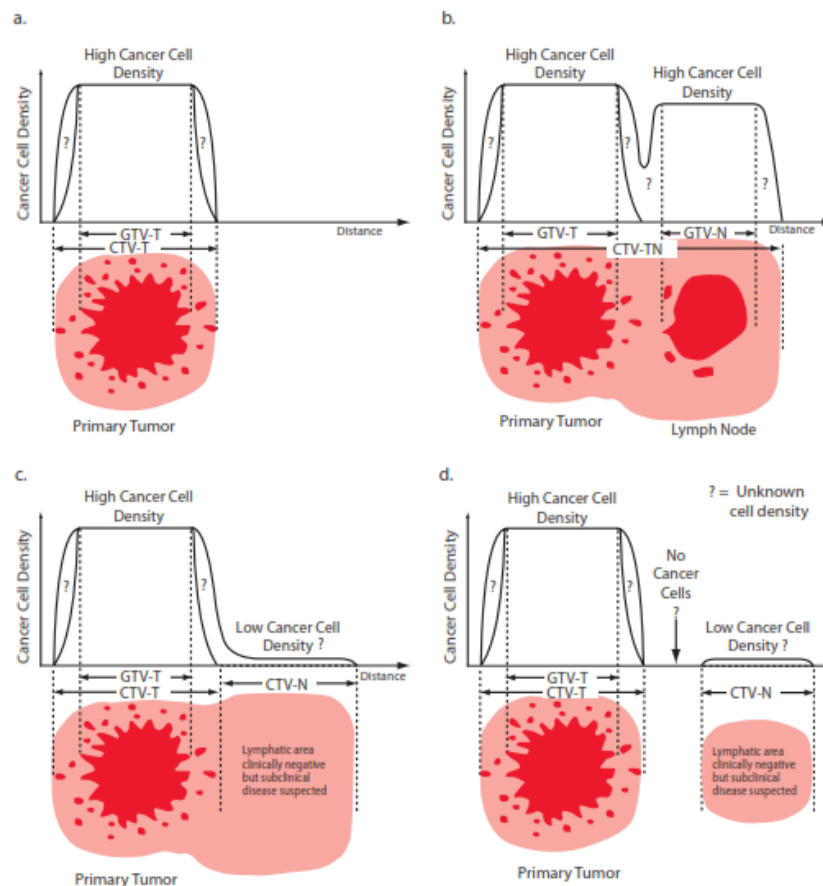 a.
High Cancer Cell
Density
Cancer Cell Density
?
?
GTV-T
Distance
CTV-T
Primary Tumor
b.
High Cancer Cell
Density
High Cancer Cell
Density
Cancer Cell Density
?
?
?
?
GTV-T
GTV-N
Distance
CTV-TN
Primary Tumor
Lymph Node
c.
High Cancer Cell
Density
Cancer Cell Density
?
?
Low Cancer Cell
Density ?
GTV-T
Distance
CTV-T
CTV-N
Lymphatic area
clinically negative
but subclinical
disease suspected
Primary Tumor
d.
? = Unknown
cell density
High Cancer Cell
Density
Cancer Cell Density
?
?
No
Cancer
Cells
?
Low Cancer Cell
Density ?
GTV-T
CTV-T
CTV-N
Lymphatic area
clinically negative
but subclinical
disease suspected
Primary Tumor